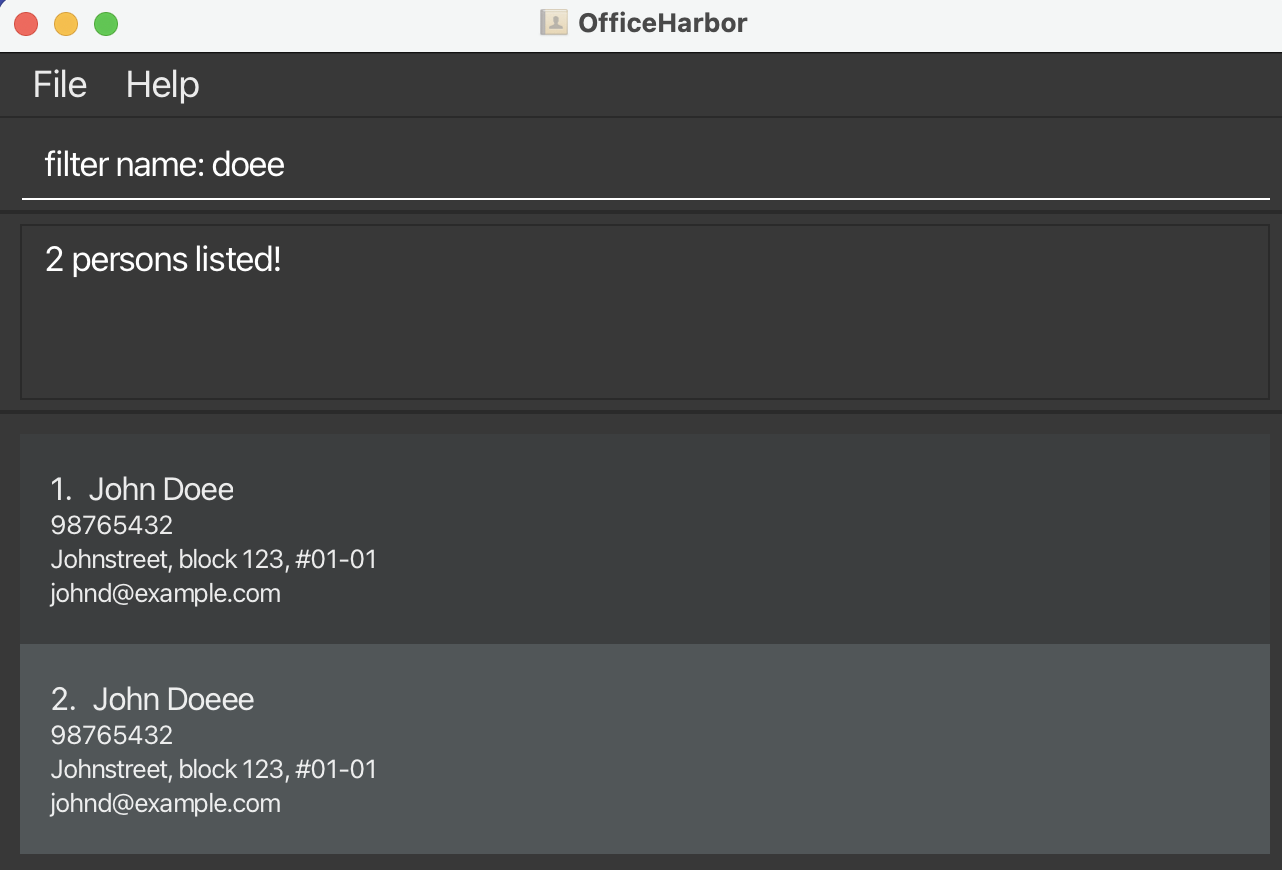 OfficeHarbor
File Help
filter name: doee
2 persons listed!
1. John Doee
98765432
Johnstreet, block 123, #01-01
johnd@example.com
2. John Doeee
98765432
Johnstreet, block 123, #01-01
johnd@example.com